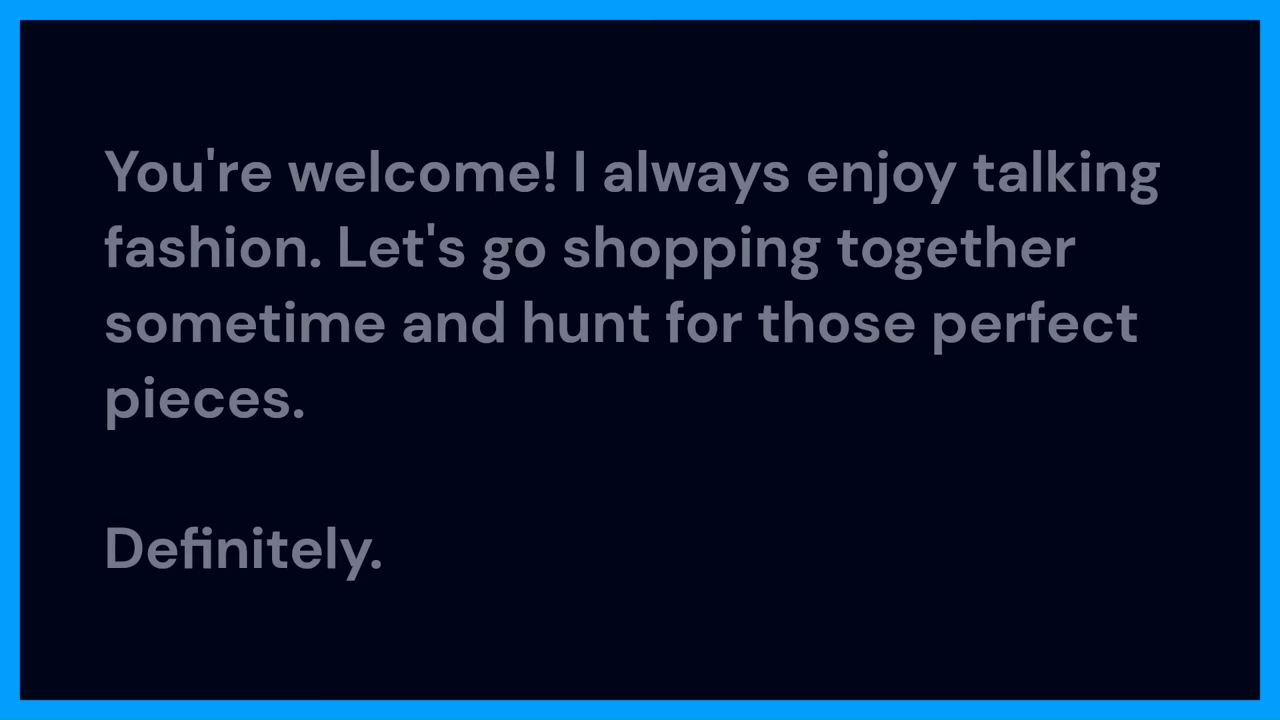 You're welcome! I always enjoy talking
fashion. Let's go shopping together
sometime and hunt for those perfect
pieces.
Definitely.